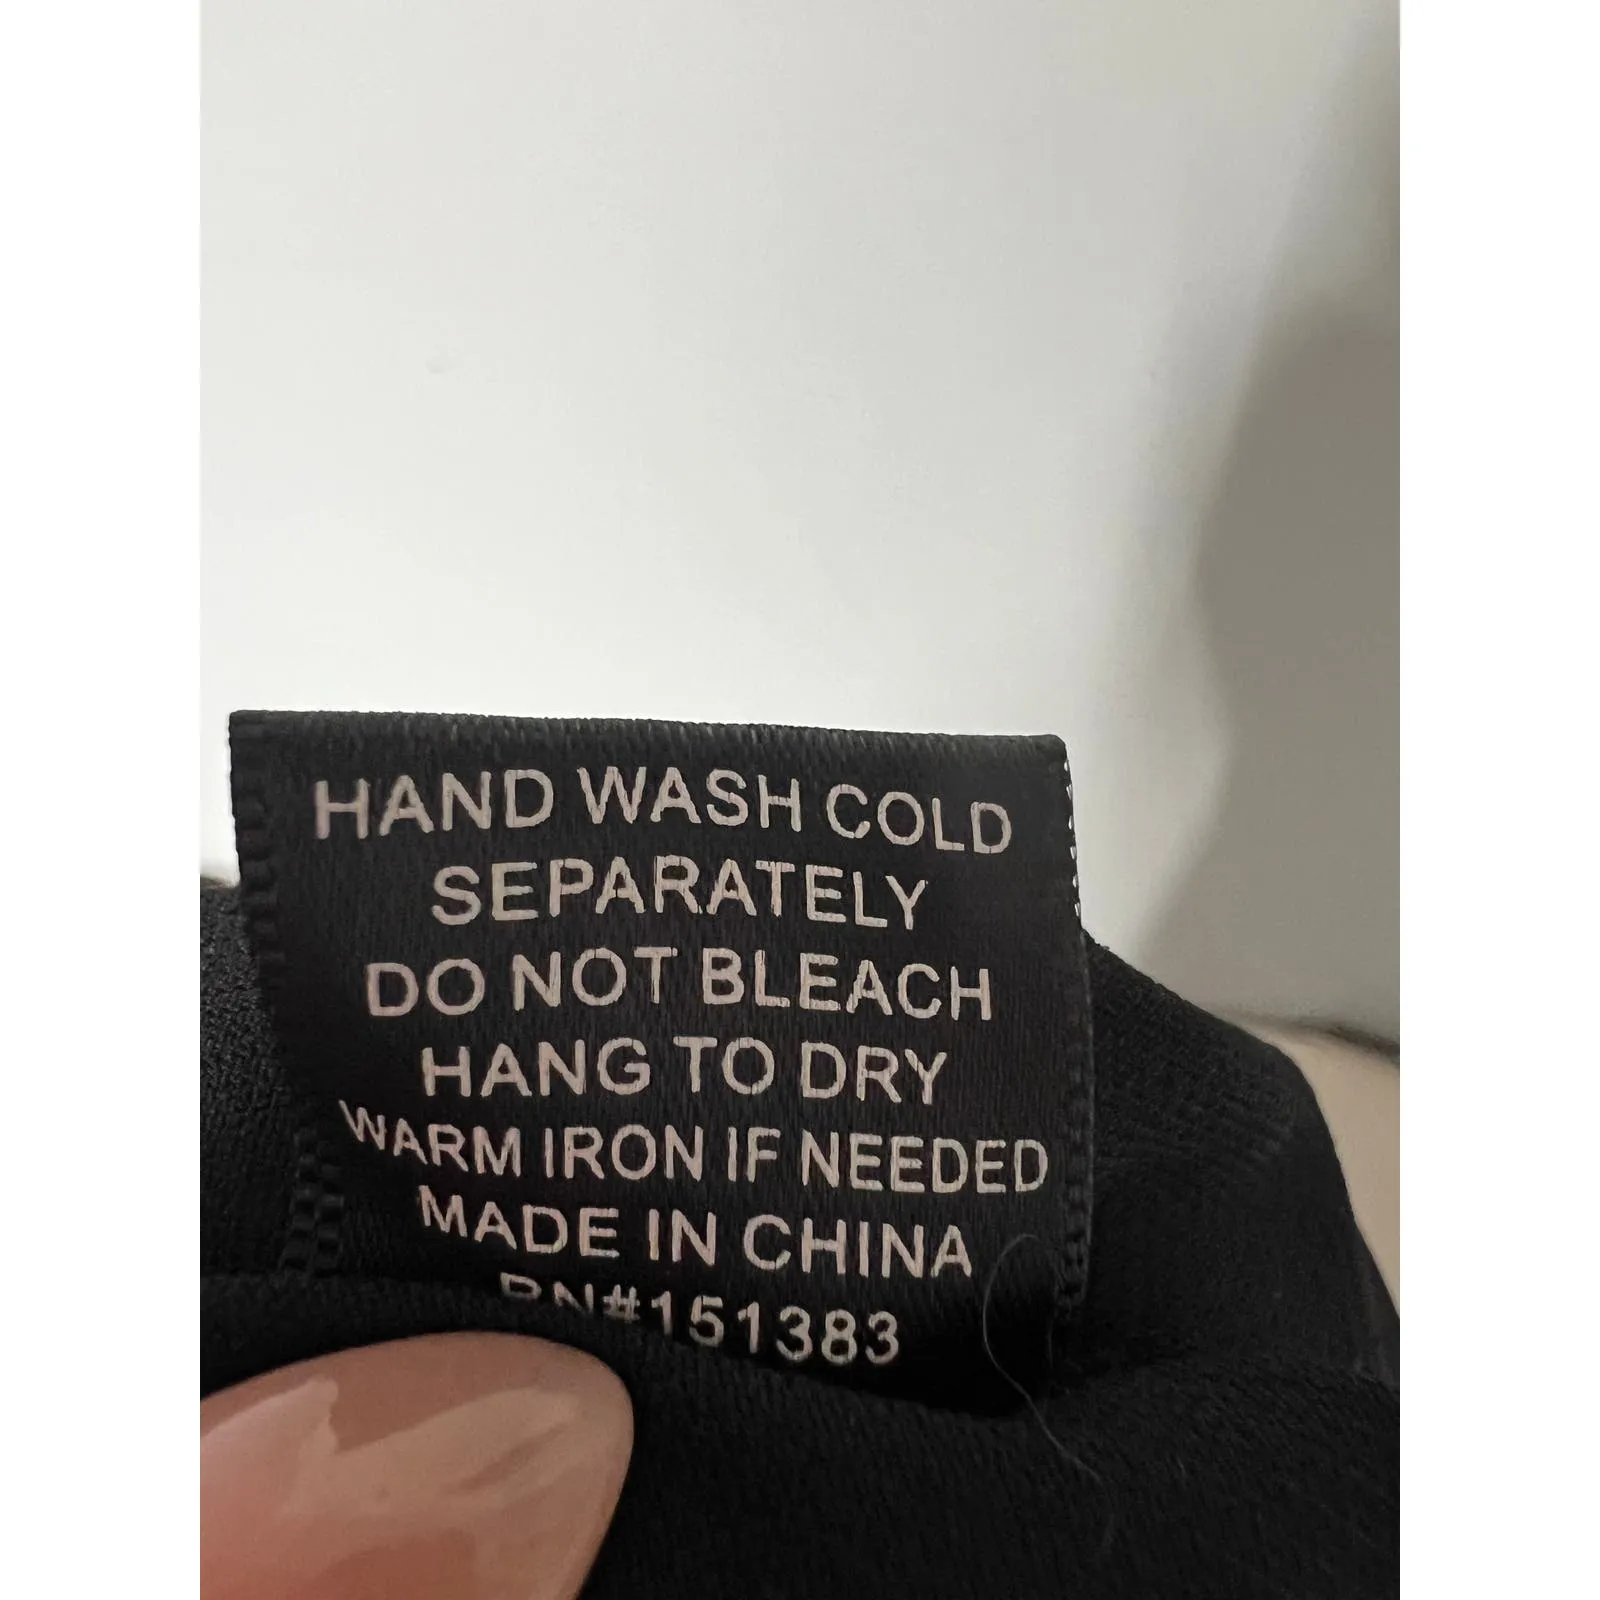 HAND WASH COLD
SEPARATELY
DO NOT BLEACH
HANG TO DRY
WARM IRON IF NEEDED
MADE IN CHINA
RN#151383